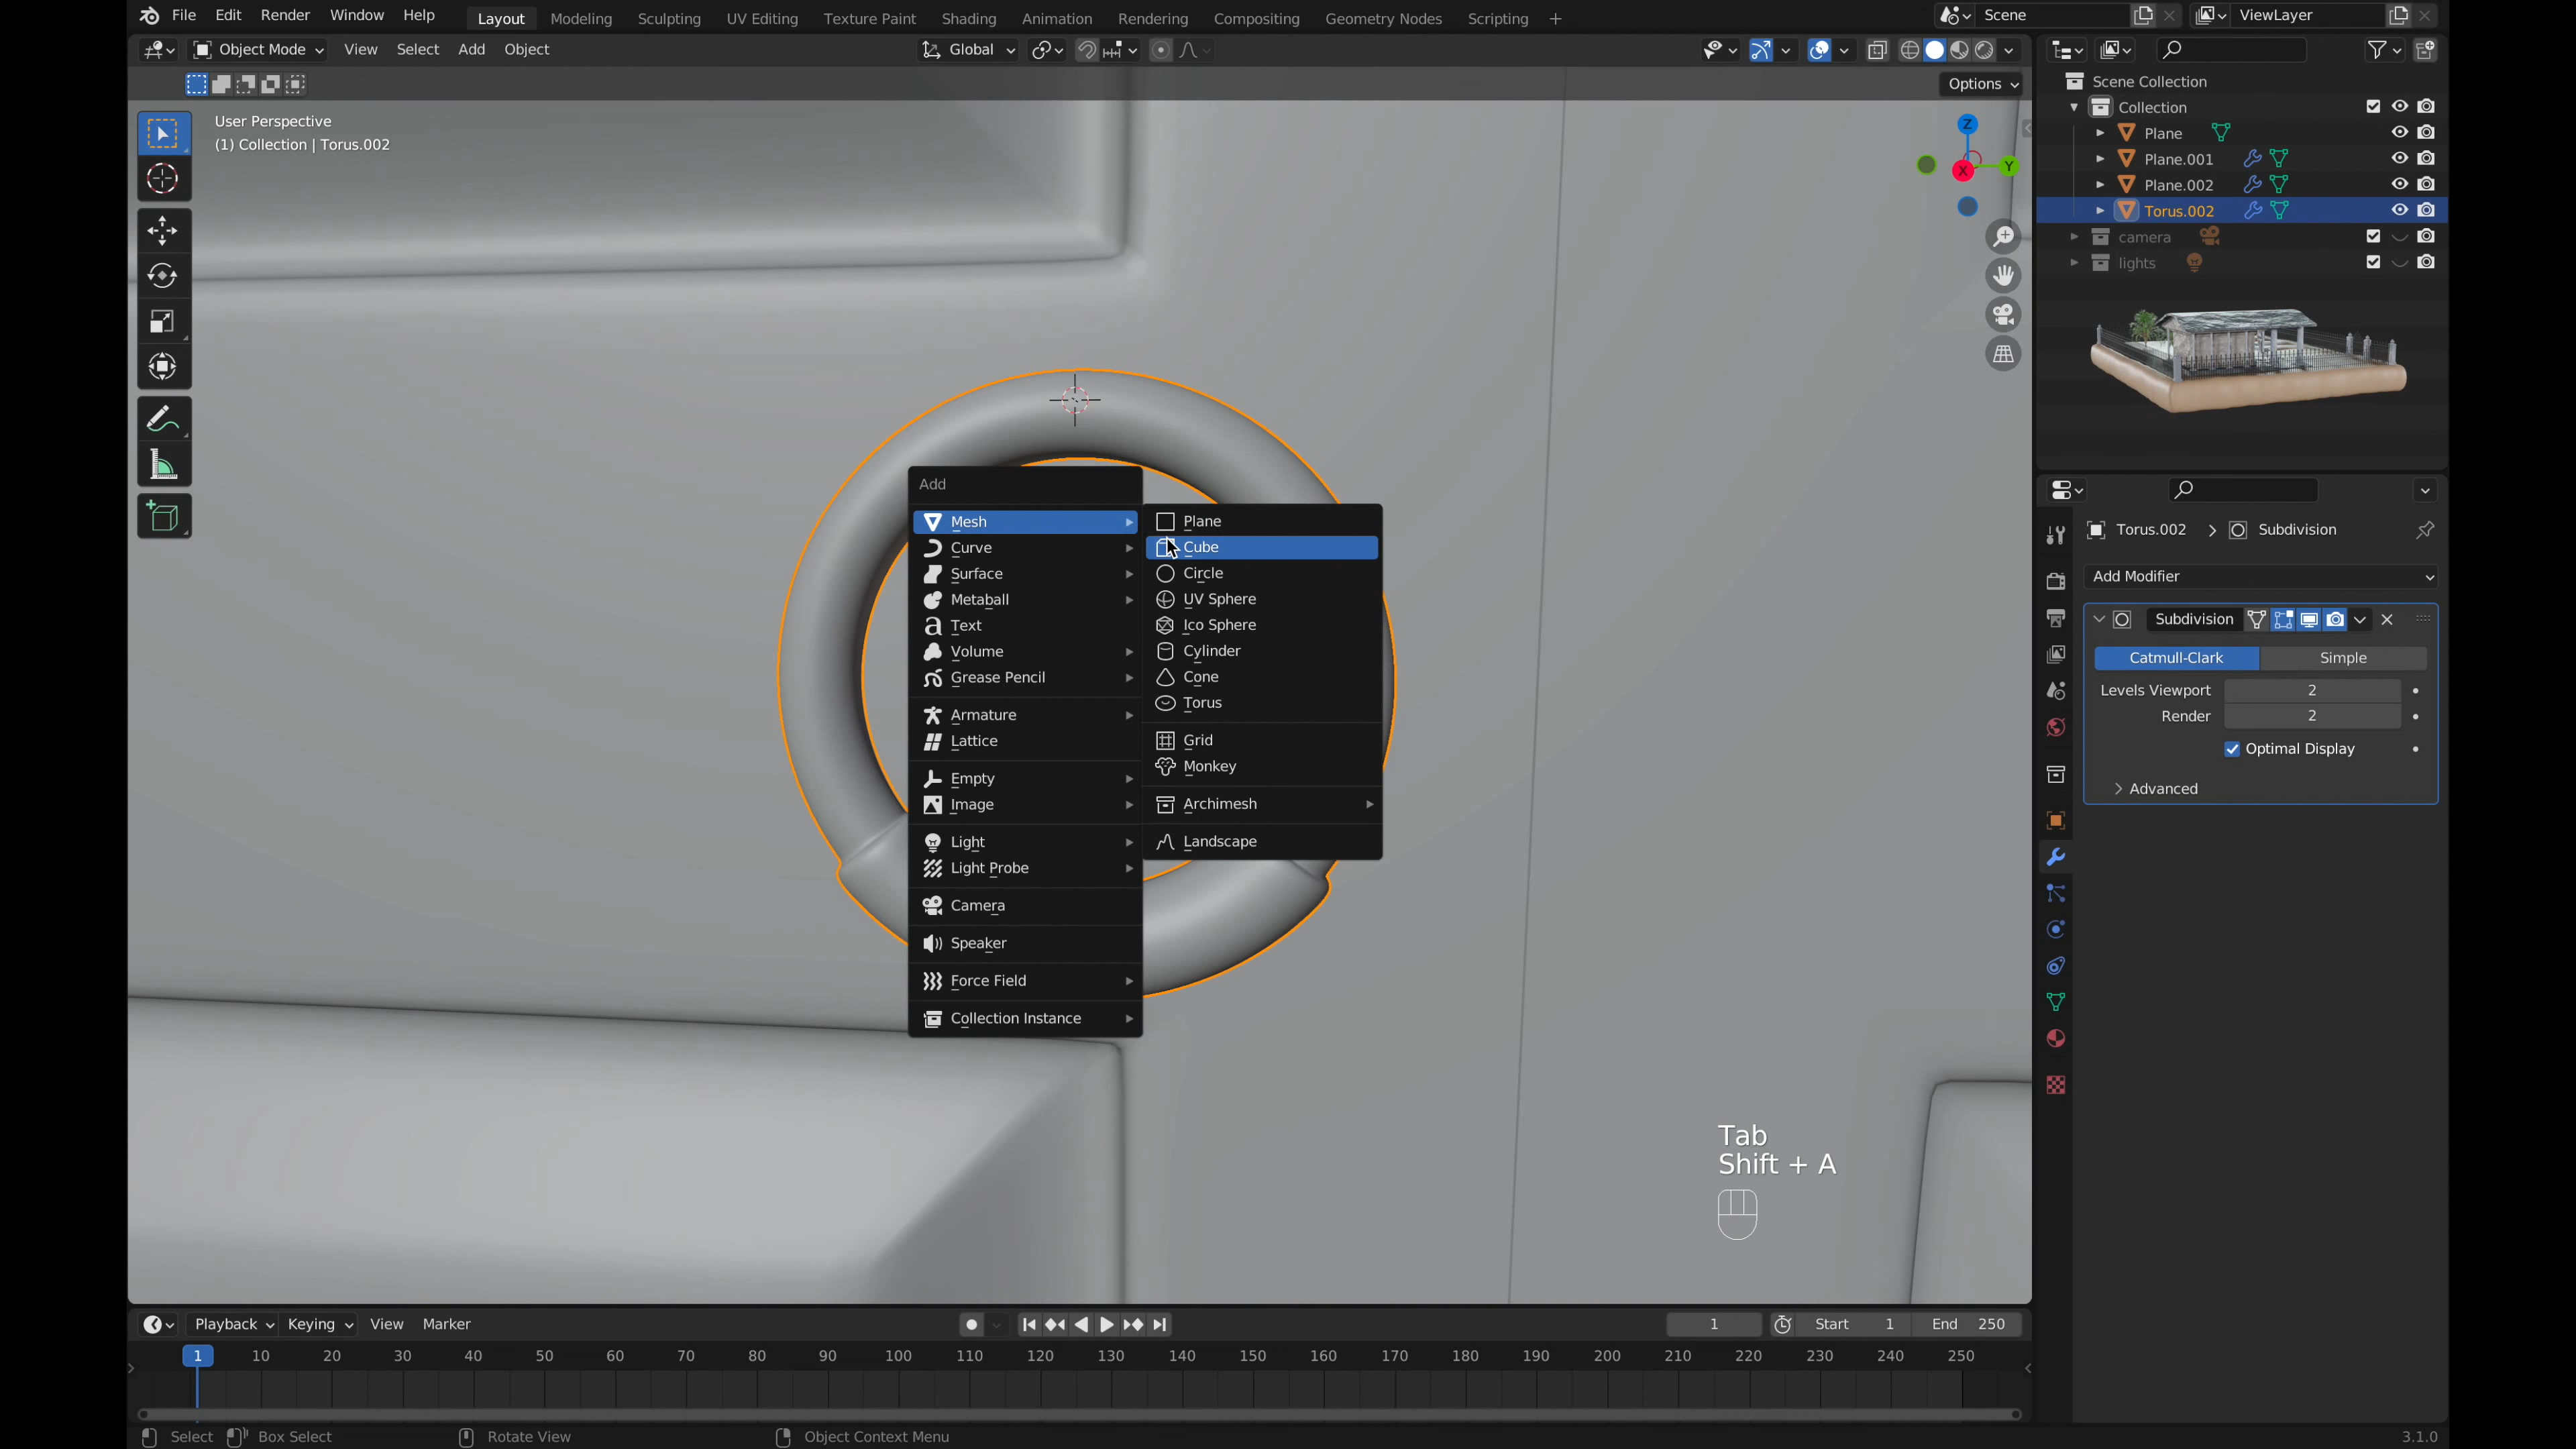 File Edit Render Window Help Layout Modeling Sculpting UV Editing Texture Paint Shading Animation Rendering Compositing Geometry Nodes Scripting + Scene ViewLayer
Object Mode View Select Add Object Global
Options
User Perspective
(1) Collection | Torus.002
Z
Y
X
Scene Collection
Collection
Plane
Plane.001
Plane.002
Torus.002
camera
lights
Add
Mesh
Curve
Surface
Metaball
Text
Volume
Grease Pencil
Armature
Lattice
Empty
Image
Light
Light Probe
Camera
Speaker
Force Field
Collection Instance
Plane
Cube
Circle
UV Sphere
Ico Sphere
Cylinder
Cone
Torus
Grid
Monkey
Archimesh
Landscape
Torus.002 > Subdivision
Add Modifier
Subdivision
Catmull-Clark Simple
Levels Viewport 2
Render 2
Optimal Display
Advanced
Tab
Shift + A
Playback Keying View Marker 1 Start 1 End 250
1 10 20 30 40 50 60 70 80 90 100 110 120 130 140 150 160 170 180 190 200 210 220 230 240 250
Select Box Select Rotate View Object Context Menu 3.1.0